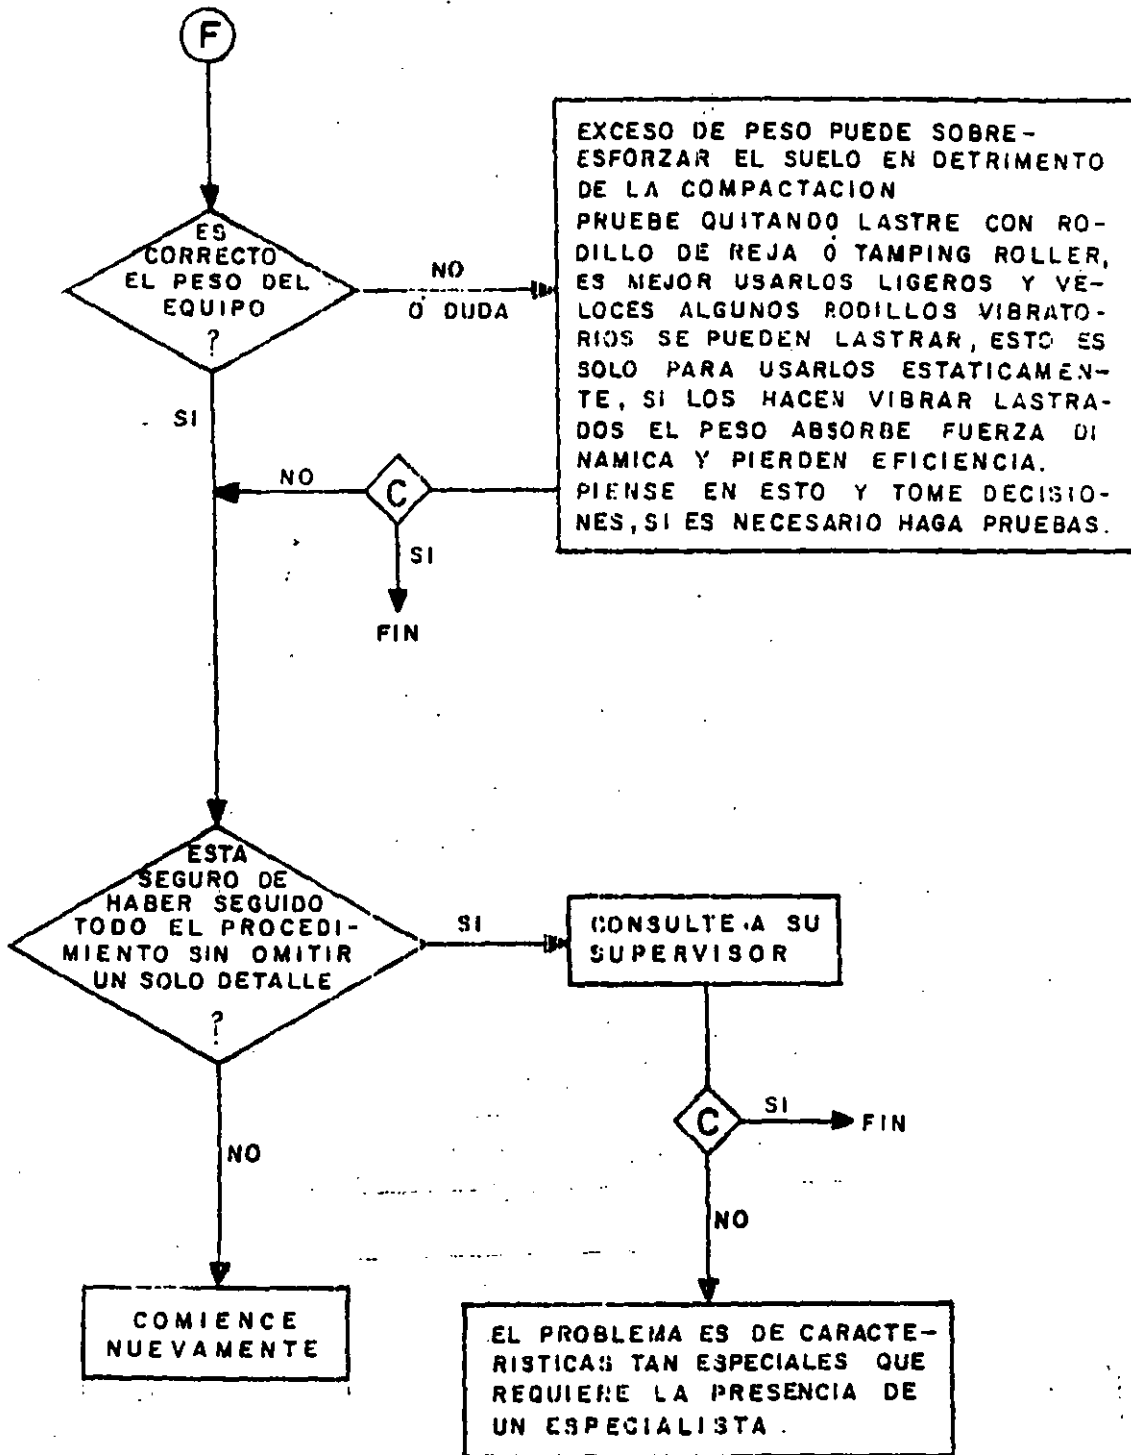 F
ES
CORRECTO
EL PESO DEL
EQUIPO
?
NO
Ó DUDA
EXCESO DE PESO PUEDE SOBRE-
ESFORZAR EL SUELO EN DETRIMENTO
DE LA COMPACTACION
PRUEBE QUITANDO LASTRE CON RO-
DILLO DE REJA Ó TAMPING ROLLER,
ES MEJOR USARLOS LIGEROS Y VE-
LOCES ALGUNOS RODILLOS VIBRATO-
RIOS SE PUEDEN LASTRAR, ESTO ES
SOLO PARA USARLOS ESTATICAMEN-
TE, SI LOS HACEN VIBRAR LASTRA-
DOS EL PESO ABSORBE FUERZA DI
NAMICA Y PIERDEN EFICIENCIA.
PIENSE EN ESTO Y TOME DECISIO-
NES, SI ES NECESARIO HAGA PRUEBAS.
SI
NO
C
SI
FIN
ESTA
SEGURO DE
HABER SEGUIDO
TODO EL PROCEDI-
MIENTO SIN OMITIR
UN SOLO DETALLE
?
SI
CONSULTE A SU
SUPERVISOR
C
SI
FIN
NO
NO
COMIENCE
NUEVAMENTE
EL PROBLEMA ES DE CARACTE-
RISTICAS TAN ESPECIALES QUE
REQUIERE LA PRESENCIA DE
UN ESPECIALISTA.